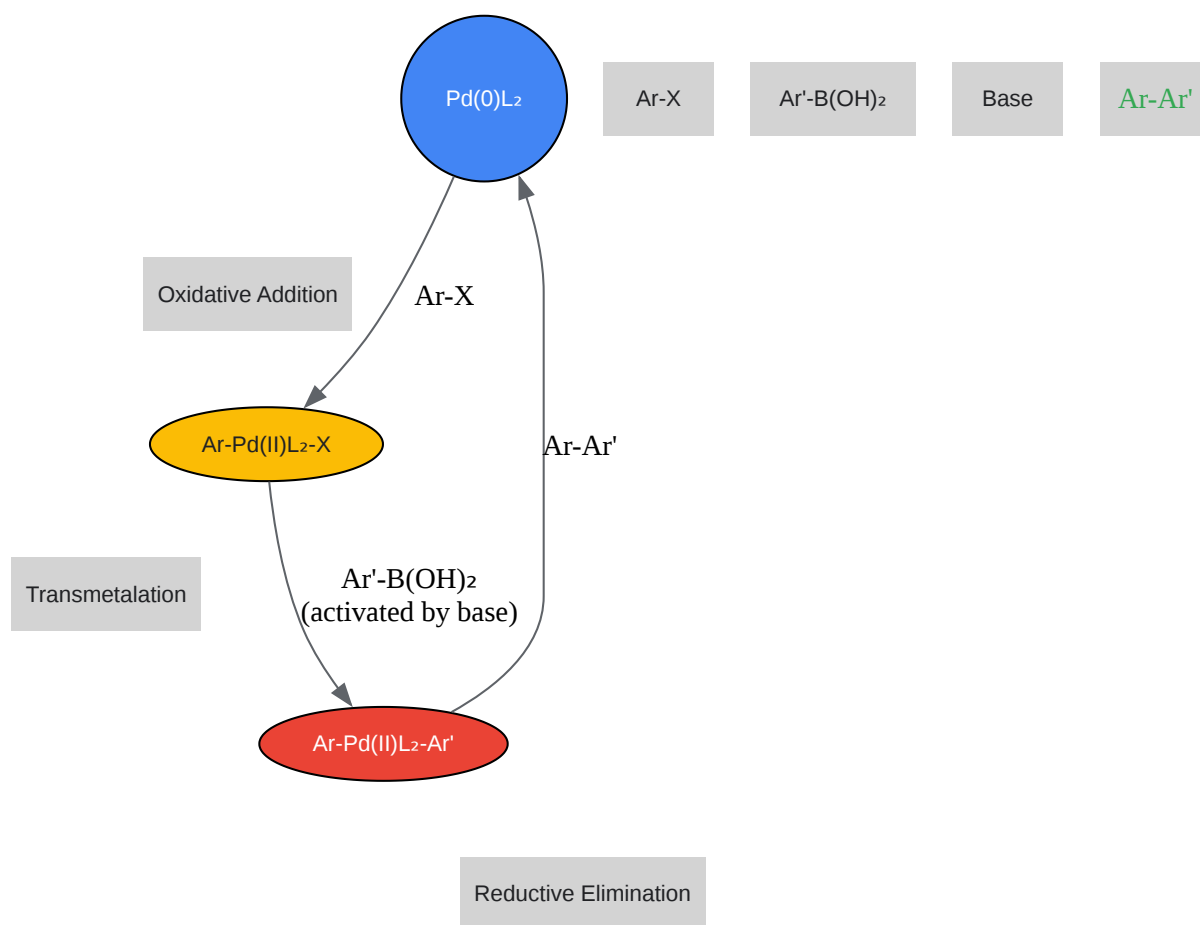 Pd(0)L₂
Ar-X
Ar'-B(OH)₂
Base
Ar-Ar'
Oxidative Addition
Ar-X
Ar-Pd(II)L₂-X
Ar-Ar'
Transmetalation
Ar'-B(OH)₂
(activated by base)
Ar-Pd(II)L₂-Ar'
Reductive Elimination